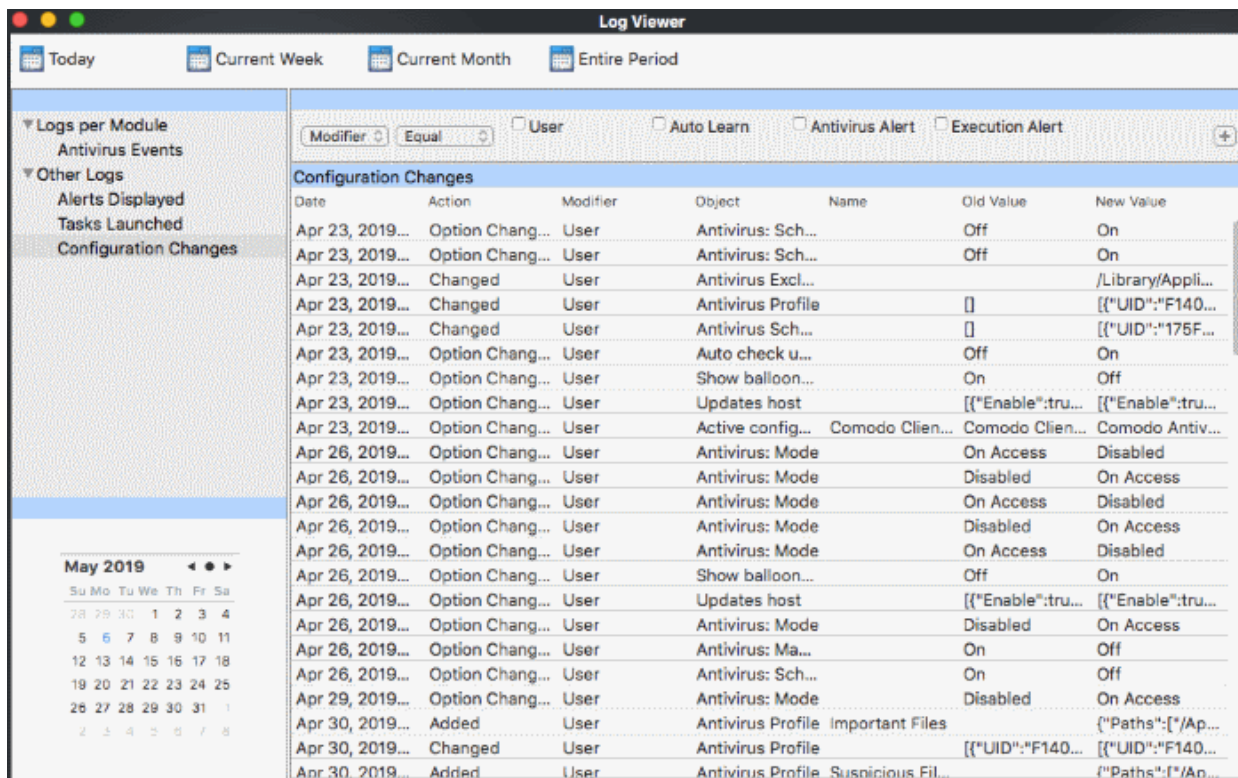 Log Viewer
Today Current Week Current Month Entire Period
Logs per Module
Antivirus Events
Other Logs
Alerts Displayed
Tasks Launched
Configuration Changes
Modifier Equal User Auto Learn Antivirus Alert Execution Alert +
Configuration Changes
Date Action Modifier Object Name Old Value New Value
Apr 23, 2019... Option Chang... User Antivirus: Sch... Off On
Apr 23, 2019... Option Chang... User Antivirus: Sch... Off On
Apr 23, 2019... Changed User Antivirus Excl... /Library/Appli...
Apr 23, 2019... Changed User Antivirus Profile [] [{"UID":"F140...
Apr 23, 2019... Changed User Antivirus Sch... [] [{"UID":"175F...
Apr 23, 2019... Option Chang... User Auto check u... Off On
Apr 23, 2019... Option Chang... User Show balloon... On Off
Apr 23, 2019... Option Chang... User Updates host [{"Enable":tru... [{"Enable":tru...
Apr 23, 2019... Option Chang... User Active config... Comodo Clien... Comodo Clien... Comodo Antiv...
Apr 26, 2019... Option Chang... User Antivirus: Mode On Access Disabled
Apr 26, 2019... Option Chang... User Antivirus: Mode Disabled On Access
Apr 26, 2019... Option Chang... User Antivirus: Mode On Access Disabled
Apr 26, 2019... Option Chang... User Antivirus: Mode Disabled On Access
Apr 26, 2019... Option Chang... User Antivirus: Mode On Access Disabled
Apr 26, 2019... Option Chang... User Show balloon... Off On
Apr 26, 2019... Option Chang... User Updates host [{"Enable":tru... [{"Enable":tru...
Apr 26, 2019... Option Chang... User Antivirus: Mode Disabled On Access
Apr 26, 2019... Option Chang... User Antivirus: Ma... On Off
Apr 26, 2019... Option Chang... User Antivirus: Sch... On Off
Apr 29, 2019... Option Chang... User Antivirus: Mode Disabled On Access
Apr 30, 2019... Added User Antivirus Profile Important Files {"Paths":["/Ap...
Apr 30, 2019... Changed User Antivirus Profile [{"UID":"F140... [{"UID":"F140...
Apr 30, 2019... Added User Antivirus Profile Suspicious Fil... {"Paths":["/Ap...
May 2019
Su Mo Tu We Th Fr Sa
28 29 30 1 2 3 4
5 6 7 8 9 10 11
12 13 14 15 16 17 18
19 20 21 22 23 24 25
26 27 28 29 30 31 1
2 3 4 5 6 7 8